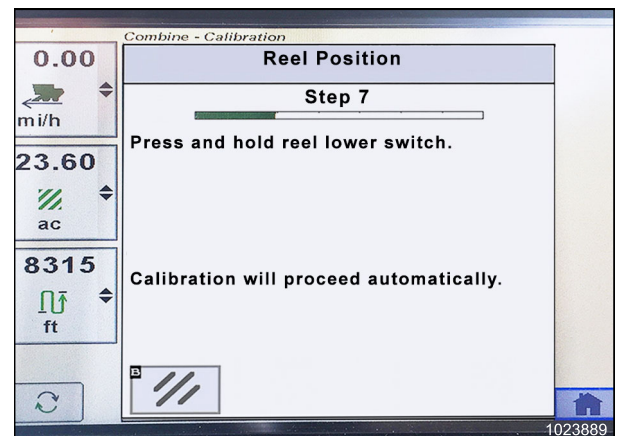 Combine - Calibration
Reel Position
0.00
mi/h
Step 7
Press and hold reel lower switch.
23.60
ac
8315
ft
Calibration will proceed automatically.
B
1023889